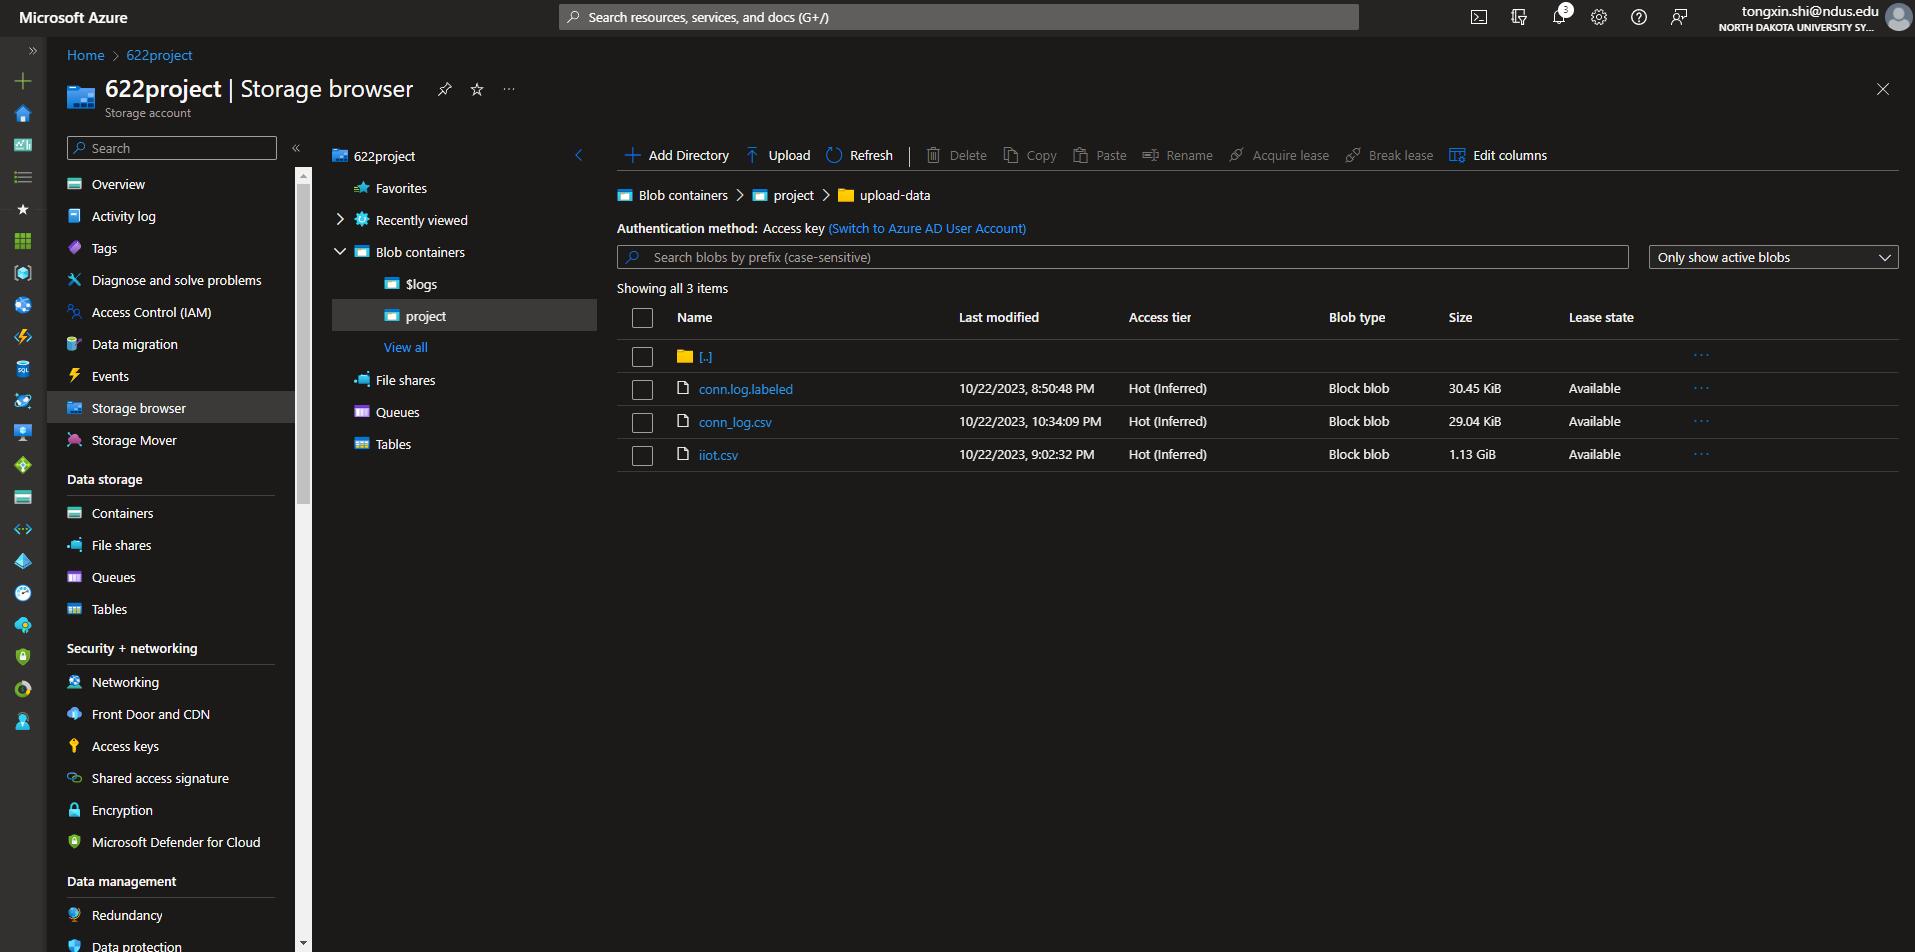 Microsoft Azure
Search resources, services, and docs (G+/)
3
tongxin.shi@ndus.edu
NORTH DAKOTA UNIVERSITY SY...
Home > 622project
622project | Storage browser
Storage account
Search
Overview
Activity log
Tags
Diagnose and solve problems
Access Control (IAM)
Data migration
Events
Storage browser
Storage Mover
Data storage
Containers
File shares
Queues
Tables
Security + networking
Networking
Front Door and CDN
Access keys
Shared access signature
Encryption
Microsoft Defender for Cloud
Data management
Redundancy
Data protection
622project
Favorites
Recently viewed
Blob containers
$logs
project
View all
File shares
Queues
Tables
Add Directory Upload Refresh Delete Copy Paste Rename Acquire lease Break lease Edit columns
Blob containers > project > upload-data
Authentication method: Access key (Switch to Azure AD User Account)
Search blobs by prefix (case-sensitive)
Only show active blobs
Showing all 3 items
Name Last modified Access tier Blob type Size Lease state
[..]
conn.log.labeled 10/22/2023, 8:50:48 PM Hot (Inferred) Block blob 30.45 KiB Available
conn_log.csv 10/22/2023, 10:34:09 PM Hot (Inferred) Block blob 29.04 KiB Available
iiot.csv 10/22/2023, 9:02:32 PM Hot (Inferred) Block blob 1.13 GiB Available